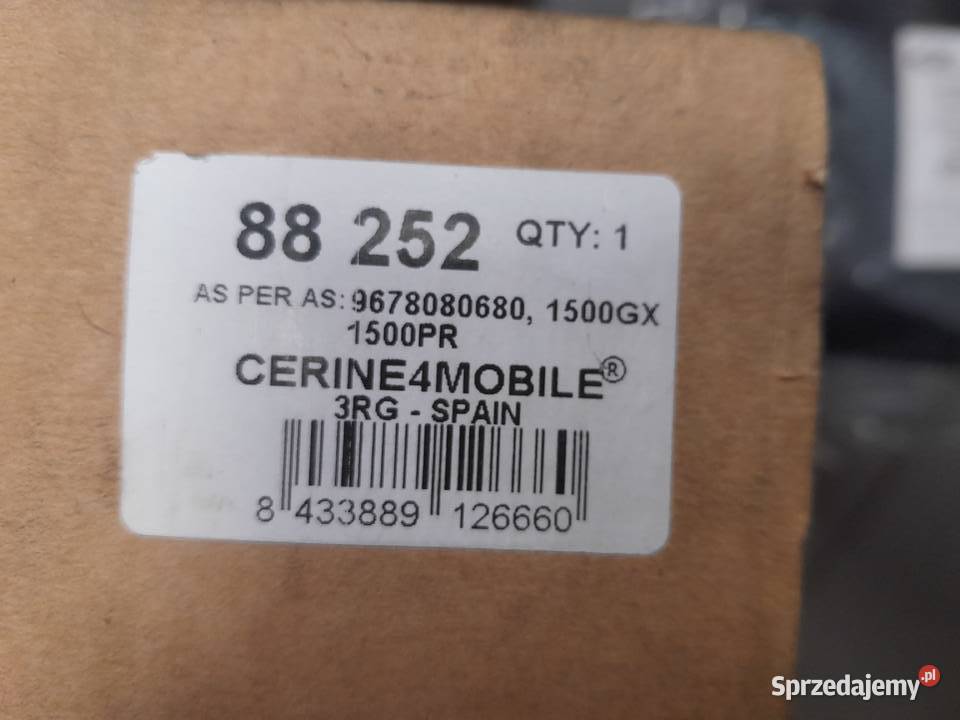 88 252 QTY: 1
AS PER AS: 9678080680, 1500GX
1500PR
CERINE4MOBILE®
3RG - SPAIN
8 433889 126660
Sprzedajemy.pl